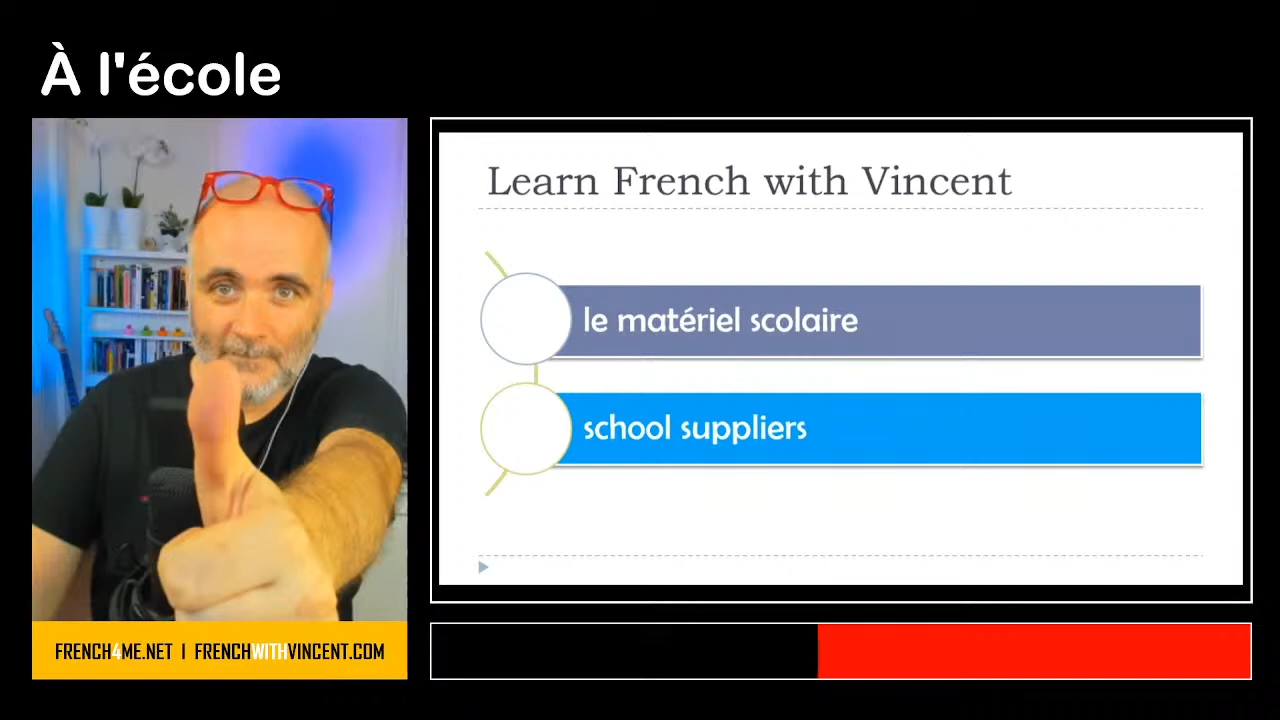 À l'école
Learn French with Vincent
le matériel scolaire
school suppliers
FRENCH4ME.NET | FRENCHWITHVINCENT.COM